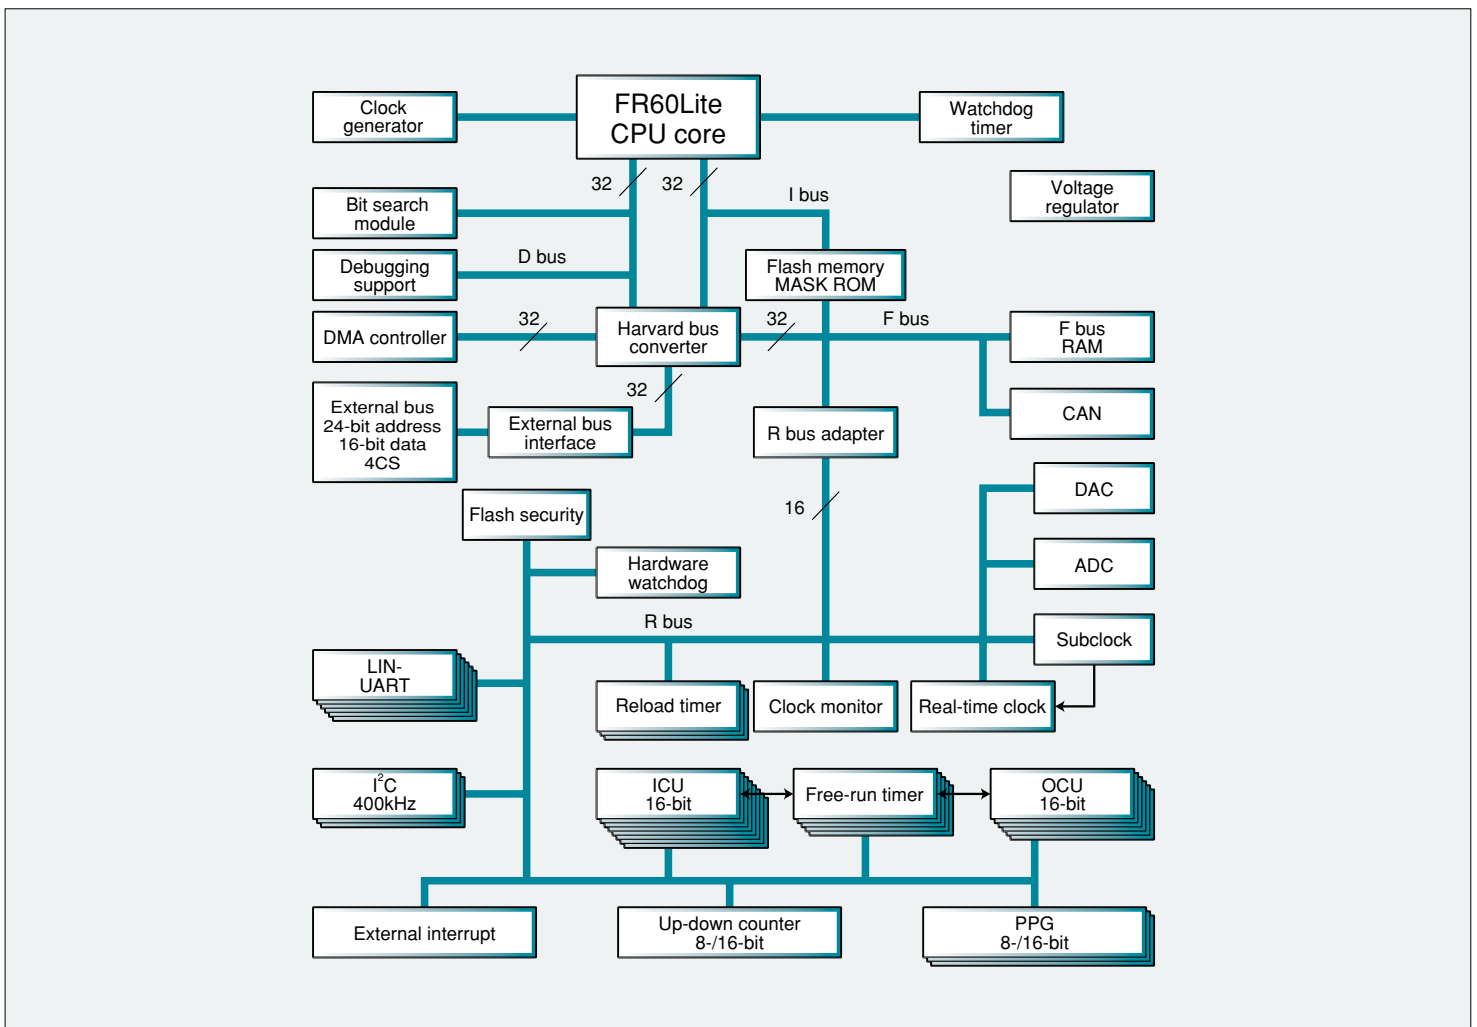 Clock
generator
FR60Lite
CPU core
Watchdog
timer
32
32
I bus
Voltage
regulator
Bit search
module
D bus
Debugging
support
Flash memory
MASK ROM
DMA controller
32
Harvard bus
converter
32
F bus
F bus
RAM
External bus
24-bit address
16-bit data
4CS
External bus
interface
32
R bus adapter
CAN
Flash security
16
DAC
Hardware
watchdog
ADC
R bus
Subclock
LIN-
UART
Reload timer
Clock monitor
Real-time clock
I²C
400kHz
ICU
16-bit
Free-run timer
OCU
16-bit
External interrupt
Up-down counter
8-/16-bit
PPG
8-/16-bit